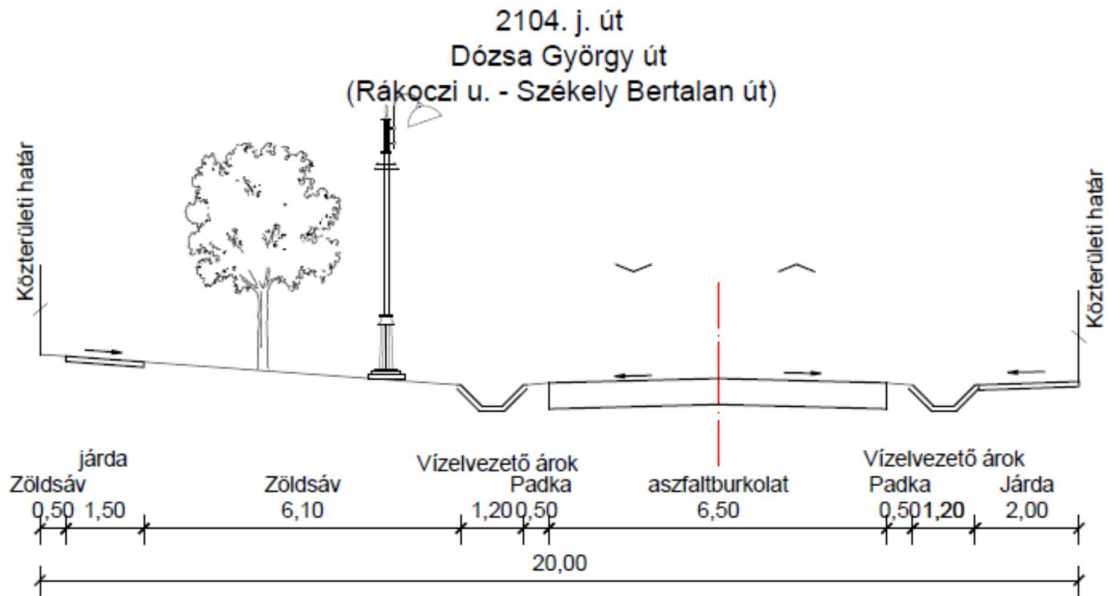 2104. j. út
Dózsa György út
(Rákoczi u. - Székely Bertalan út)
Közterületi határ
Közterületi határ
járda
Vízelvezető árok
Vízelvezető árok
Zöldsáv
Zöldsáv
Padka
aszfaltburkolat
Padka
Járda
0,50
1,50
6,10
1,20
0,50
6,50
0,50
1,20
2,00
20,00